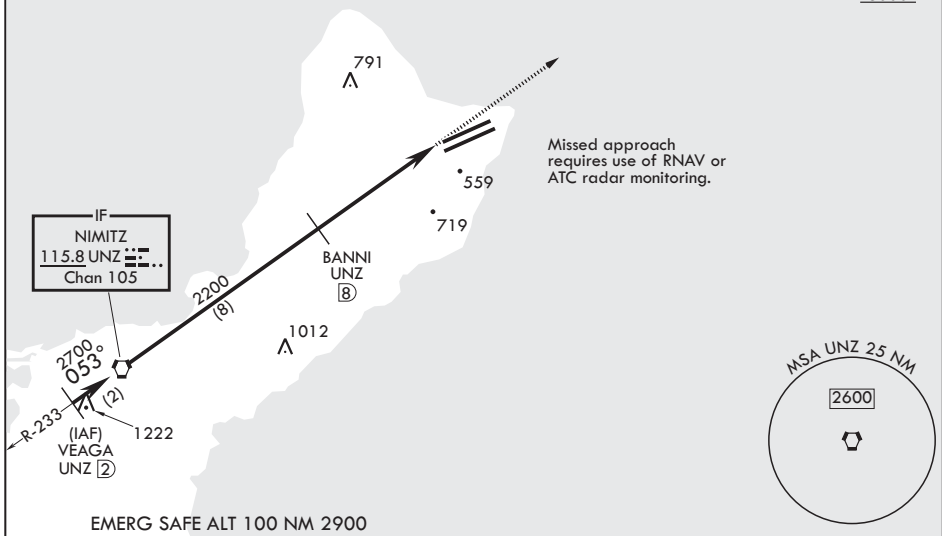 791
Missed approach
requires use of RNAV or
ATC radar monitoring.
559
719
IF
NIMITZ
115.8 UNZ
Chan 105
BANNI
UNZ
8
2200
(8)
1012
2700
053°
(2)
R-233
(IAF)
VEAGA
UNZ 2
1222
MSA UNZ 25 NM
2600
EMERG SAFE ALT 100 NM 2900